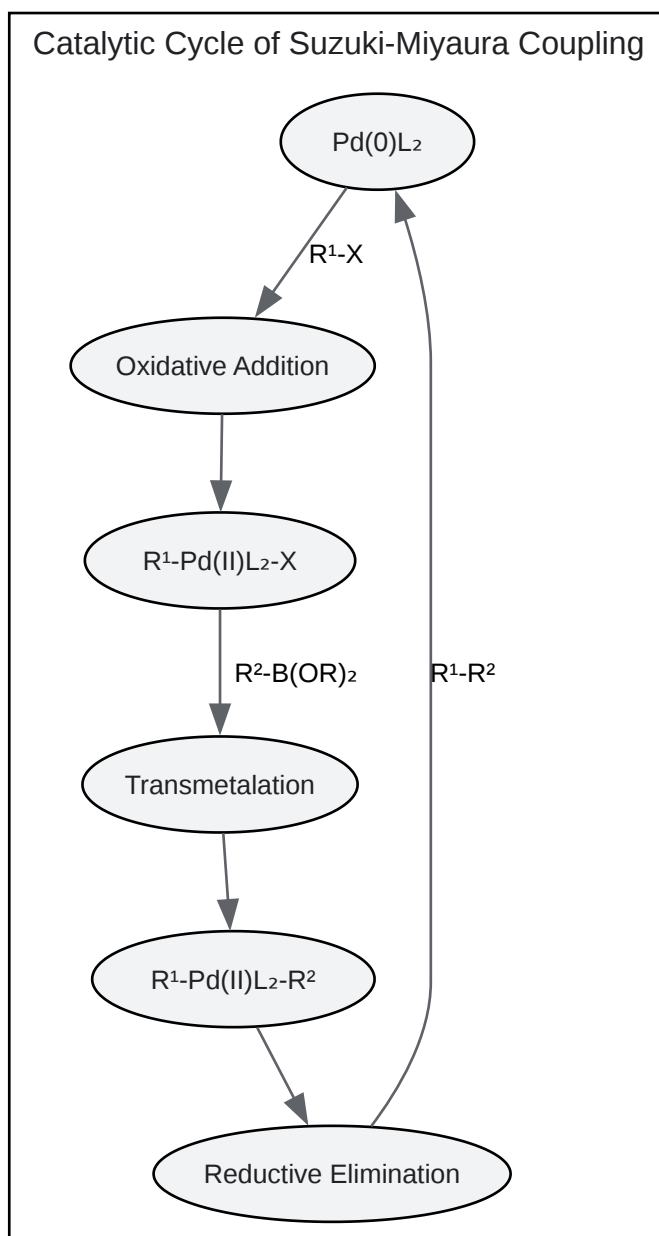 Catalytic Cycle of Suzuki-Miyaura Coupling
Pd(0)L₂
R¹-X
Oxidative Addition
R¹-Pd(II)L₂-X
R²-B(OR)₂
R¹-R²
Transmetalation
R¹-Pd(II)L₂-R²
Reductive Elimination